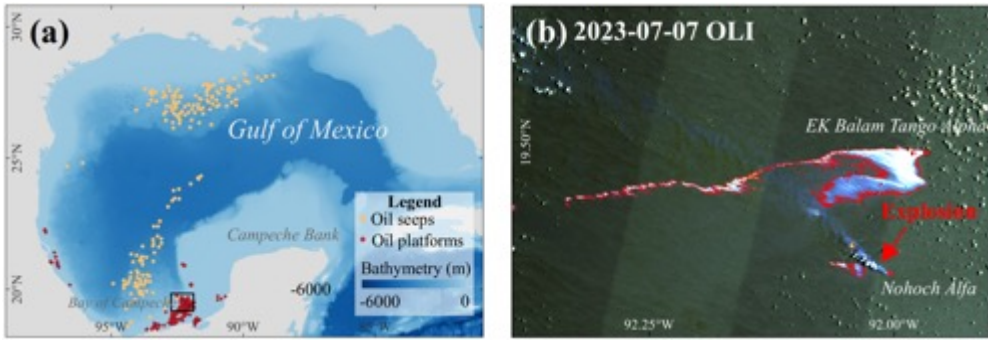 (a)
30°N
25°N
20°N
Gulf of Mexico
Campeche Bank
Bay of Campeche
Legend
Oil seeps
Oil platforms
Bathymetry (m)
-6000 0
-6000
95°W 90°W
(b) 2023-07-07 OLI
EK Balam Tango Alpha
19.50°N
Explosion
Nohoch Alfa
92.25°W 92.00°W